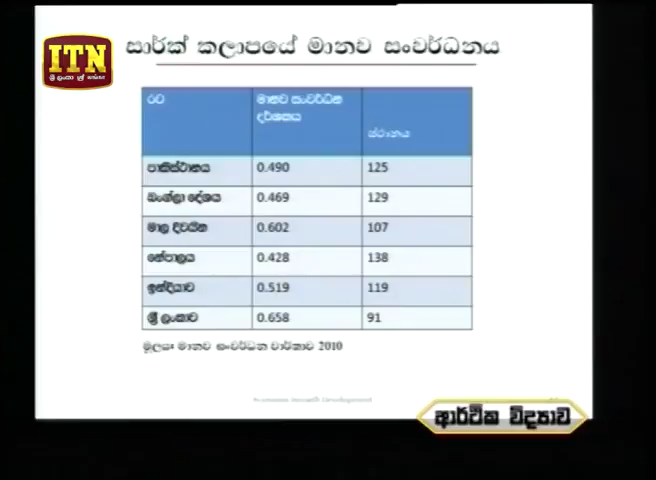 සාර්ක් කලාපයේ මානව සංවර්ධනය
ITN
ශ්‍රී ලංකා
රට
මානව සංවර්ධන
දර්ශකය
ස්ථානය
පාකිස්ථානය 0.490 125
බංග්ලා දේශය 0.469 129
මාල දිවයින 0.602 107
නේපාලය 0.428 138
ඉන්දියාව 0.519 119
ශ්‍රී ලංකාව 0.658 91
මූලය: මානව සංවර්ධන වාර්තාව 2010
ආර්ථික විද්‍යාව